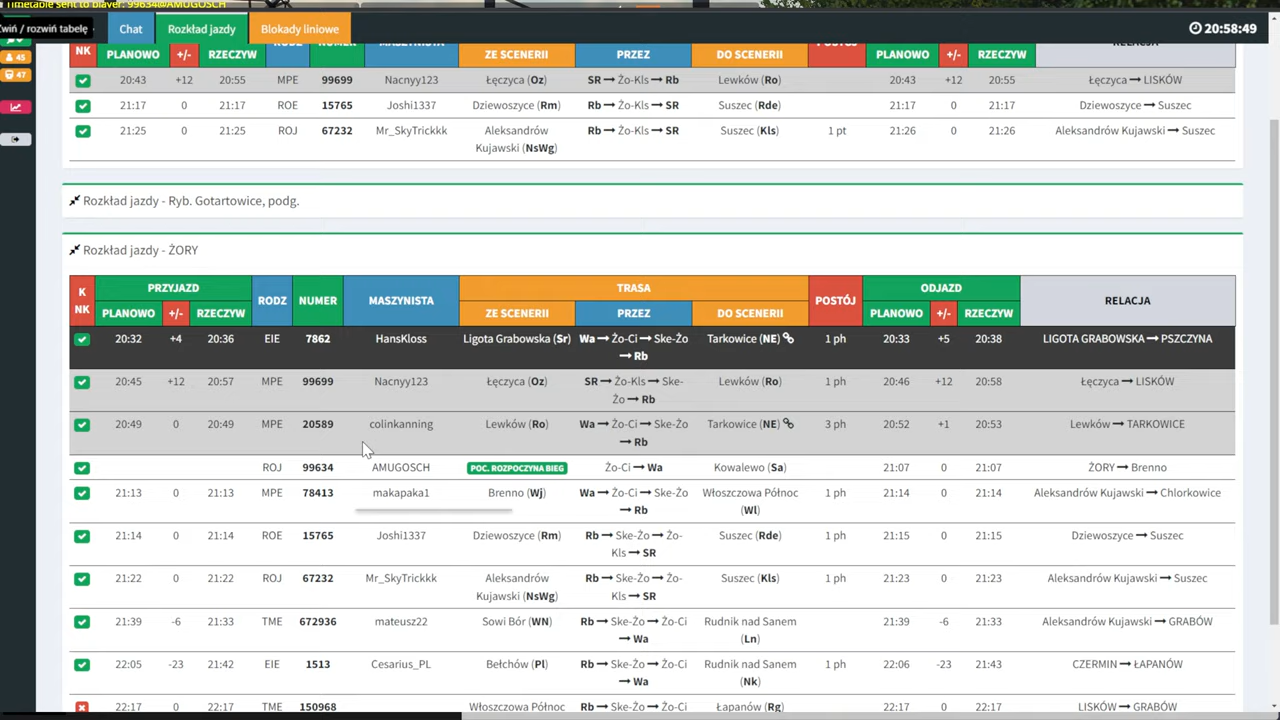 Timetable sent to player: 99634@AMUGOSCH
Zwiń / rozwiń tabelę
Chat
Rozkład jazdy
Blokady liniowe
20:58:49
45
47
NK PLANOWO +/- RZECZYW RODZ NUMER MASZYNISTA ZE SCENERII PRZEZ DO SCENERII POSTÓJ PLANOWO +/- RZECZYW RELACJA
20:43 +12 20:55 MPE 99699 Nacnyy123 Łęczyca (Oz) SR → Żo-Kls → Rb Lewków (Ro) 20:43 +12 20:55 Łęczyca → LISKÓW
21:17 0 21:17 ROE 15765 Joshi1337 Dziewoszyce (Rm) Rb → Żo-Kls → SR Suszec (Rde) 21:17 0 21:17 Dziewoszyce → Suszec
21:25 0 21:25 ROJ 67232 Mr_SkyTrickkk Aleksandrów Rb → Żo-Kls → SR Suszec (Kls) 1 pt 21:26 0 21:26 Aleksandrów Kujawski → Suszec
Kujawski (NsWg)
Rozkład jazdy - Ryb. Gotartowice, podg.
Rozkład jazdy - ŻORY
K NK PRZYJAZD RODZ NUMER MASZYNISTA TRASA POSTÓJ ODJAZD RELACJA
PLANOWO +/- RZECZYW ZE SCENERII PRZEZ DO SCENERII PLANOWO +/- RZECZYW
20:32 +4 20:36 EIE 7862 HansKloss Ligota Grabowska (Sr) Wa → Żo-Ci → Ske-Żo Tarkowice (NE) 1 ph 20:33 +5 20:38 LIGOTA GRABOWSKA → PSZCZYNA
→ Rb
20:45 +12 20:57 MPE 99699 Nacnyy123 Łęczyca (Oz) SR → Żo-Kls → Ske- Lewków (Ro) 1 ph 20:46 +12 20:58 Łęczyca → LISKÓW
Żo → Rb
20:49 0 20:49 MPE 20589 colinkanning Lewków (Ro) Wa → Żo-Ci → Ske-Żo Tarkowice (NE) 3 ph 20:52 +1 20:53 Lewków → TARKOWICE
→ Rb
ROJ 99634 AMUGOSCH POC. ROZPOCZYNA BIEG Żo-Ci → Wa Kowalewo (Sa) 21:07 0 21:07 ŻORY → Brenno
21:13 0 21:13 MPE 78413 makapaka1 Brenno (Wj) Wa → Żo-Ci → Ske-Żo Włoszczowa Północ 1 ph 21:14 0 21:14 Aleksandrów Kujawski → Chlorkowice
→ Rb (Wl)
21:14 0 21:14 ROE 15765 Joshi1337 Dziewoszyce (Rm) Rb → Ske-Żo → Żo- Suszec (Rde) 1 ph 21:15 0 21:15 Dziewoszyce → Suszec
Kls → SR
21:22 0 21:22 ROJ 67232 Mr_SkyTrickkk Aleksandrów Rb → Ske-Żo → Żo- Suszec (Kls) 1 ph 21:23 0 21:23 Aleksandrów Kujawski → Suszec
Kujawski (NsWg) Kls → SR
21:39 -6 21:33 TME 672936 mateusz22 Sowi Bór (WN) Rb → Ske-Żo → Żo-Ci Rudnik nad Sanem 21:39 -6 21:33 Aleksandrów Kujawski → GRABÓW
→ Wa (Ln)
22:05 -23 21:42 EIE 1513 Cesarius_PL Bełchów (Pl) Rb → Ske-Żo → Żo-Ci Rudnik nad Sanem 1 ph 22:06 -23 21:43 CZERMIN → ŁAPANÓW
→ Wa (Nk)
22:17 0 22:17 TME 150968 Włoszczowa Północ Rb → Ske-Żo → Żo-Ci Łapanów (Rg) 22:17 0 22:17 LISKÓW → GRABÓW